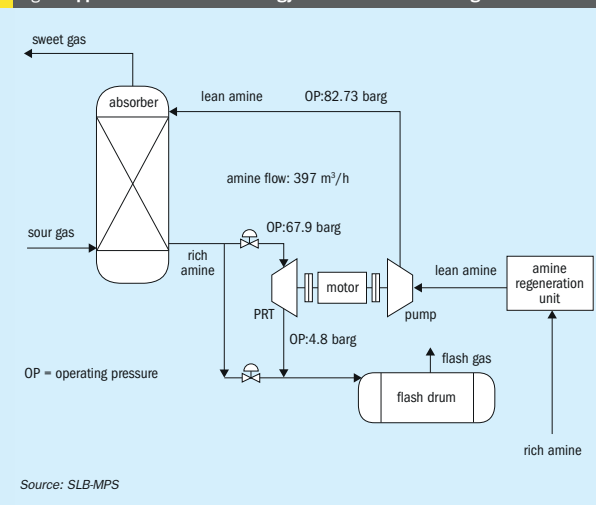 sweet gas
absorber
lean amine
OP:82.73 barg
amine flow: 397 m³/h
sour gas
OP:67.9 barg
rich
amine
motor
lean amine
amine
regeneration
unit
PRT
pump
OP:4.8 barg
flash gas
OP = operating pressure
flash drum
rich amine
Source: SLB-MPS